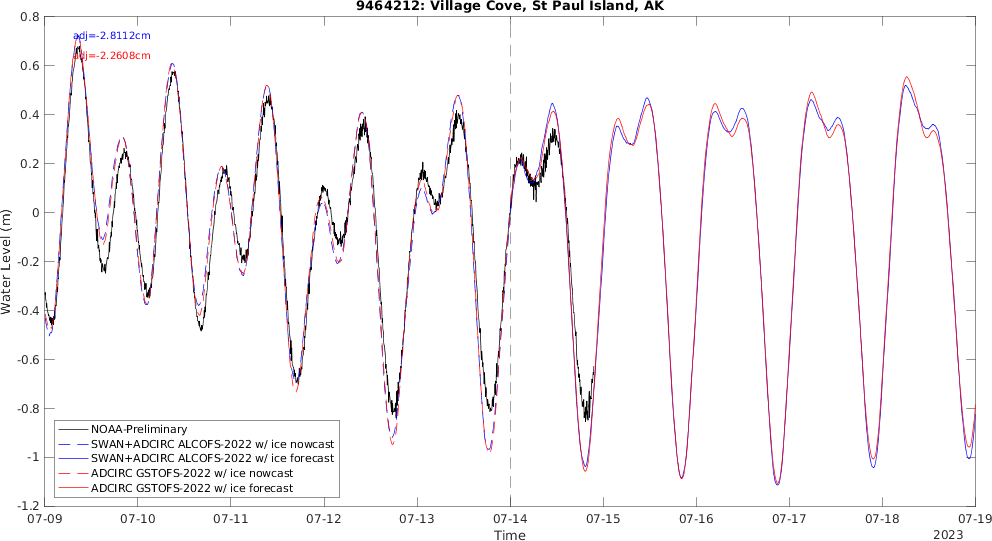 9464212: Village Cove, St Paul Island, AK
adj=-2.8112cm
adj=-2.2608cm
Water Level (m)
0.8
0.6
0.4
0.2
0
-0.2
-0.4
-0.6
-0.8
-1
-1.2
NOAA-Preliminary
SWAN+ADCIRC ALCOFS-2022 w/ ice nowcast
SWAN+ADCIRC ALCOFS-2022 w/ ice forecast
ADCIRC GSTOFS-2022 w/ ice nowcast
ADCIRC GSTOFS-2022 w/ ice forecast
07-09 07-10 07-11 07-12 07-13 07-14 07-15 07-16 07-17 07-18 07-19
Time
2023